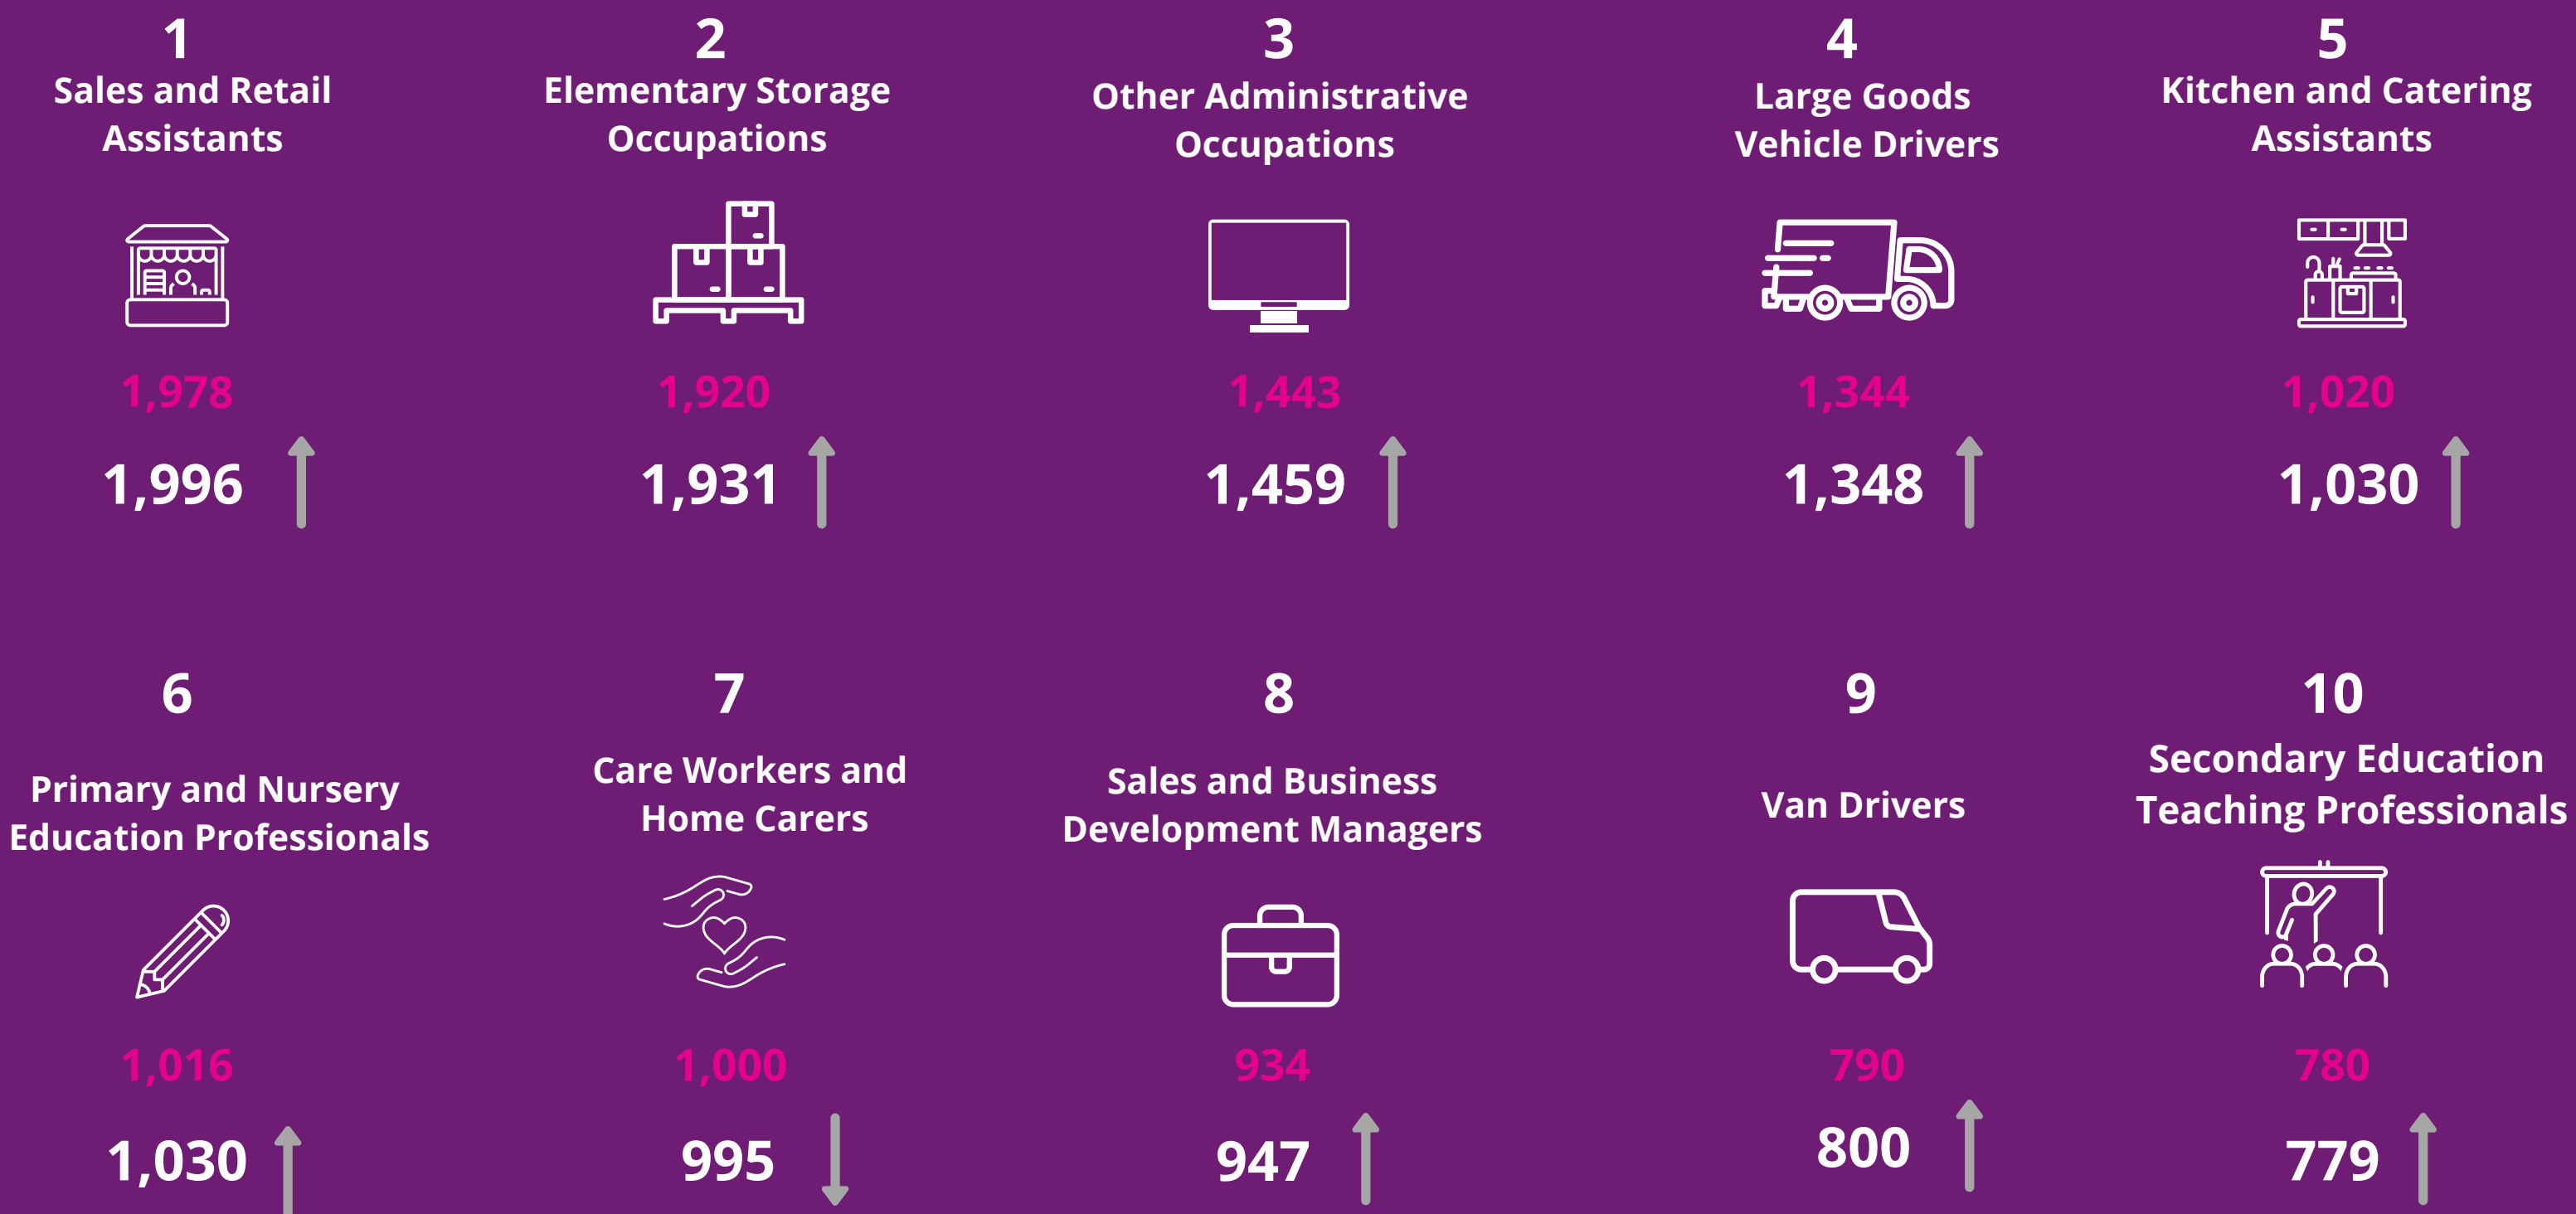 1
Sales and Retail
Assistants
1,978
1,996
2
Elementary Storage
Occupations
1,920
1,931
3
Other Administrative
Occupations
1,443
1,459
4
Large Goods
Vehicle Drivers
1,344
1,348
5
Kitchen and Catering
Assistants
1,020
1,030
6
Primary and Nursery
Education Professionals
1,016
1,030
7
Care Workers and
Home Carers
1,000
995
8
Sales and Business
Development Managers
934
947
9
Van Drivers
790
800
10
Secondary Education
Teaching Professionals
780
779